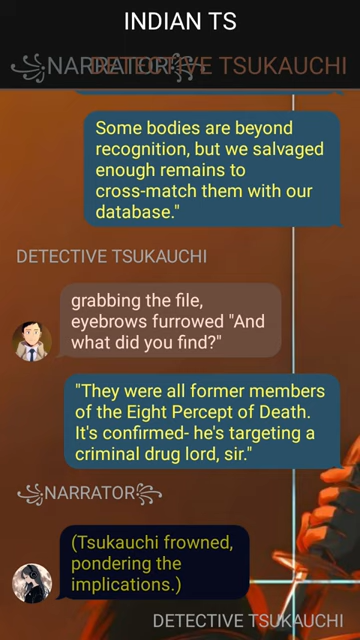 INDIAN TS
꧁NARRATOR꧂
DETECTIVE TSUKAUCHI
Some bodies are beyond
recognition, but we salvaged
enough remains to
cross-match them with our
database."
DETECTIVE TSUKAUCHI
grabbing the file,
eyebrows furrowed "And
what did you find?"
"They were all former members
of the Eight Percept of Death.
It's confirmed- he's targeting a
criminal drug lord, sir."
꧁NARRATOR꧂
(Tsukauchi frowned,
pondering the
implications.)
DETECTIVE TSUKAUCHI